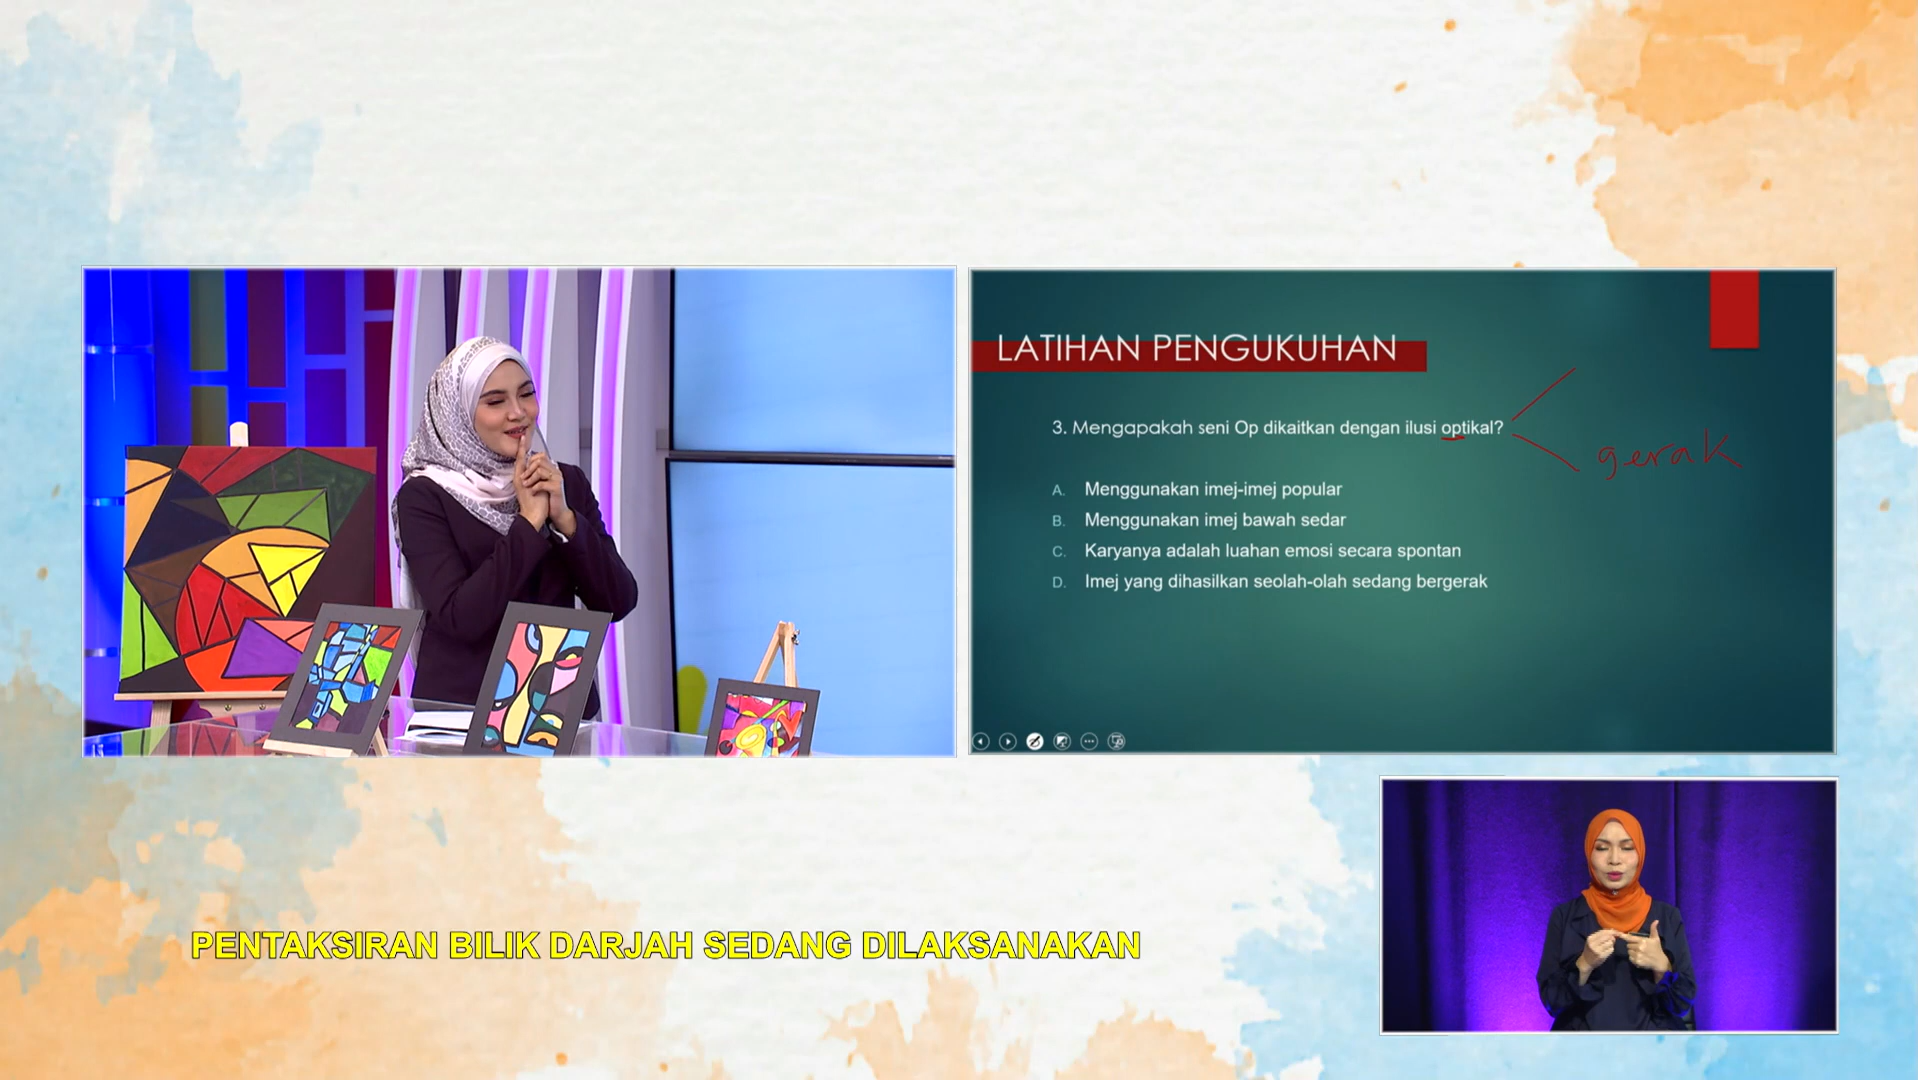 LATIHAN PENGUKUHAN
3. Mengapakah seni Op dikaitkan dengan ilusi optikal?
gerak
A. Menggunakan imej-imej popular
B. Menggunakan imej bawah sedar
C. Karyanya adalah luahan emosi secara spontan
D. Imej yang dihasilkan seolah-olah sedang bergerak
PENTAKSIRAN BILIK DARJAH SEDANG DILAKSANAKAN